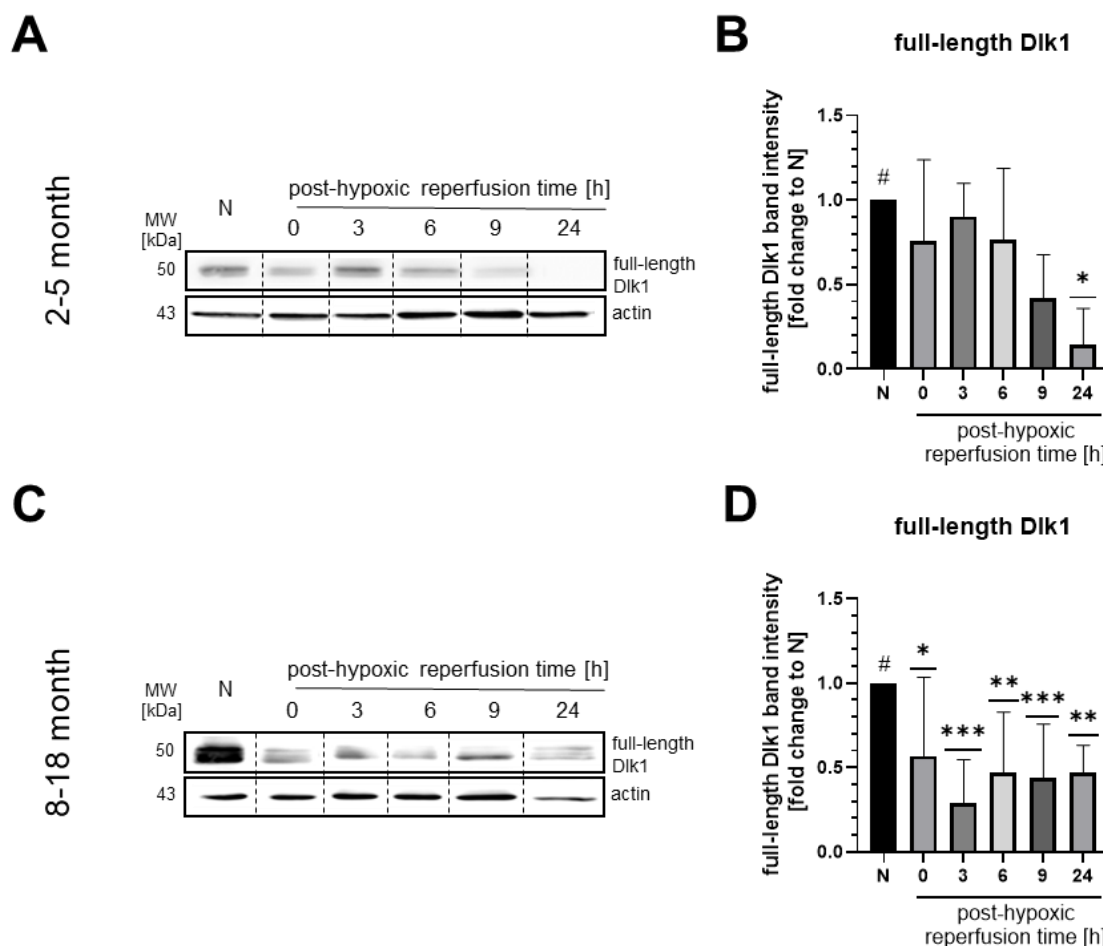 A
2-5 month
post-hypoxic reperfusion time [h]
MW
[kDa]
N
0 3 6 9 24
50
full-length
Dlk1
43
actin
B
full-length Dlk1
full-length Dlk1 band intensity
[fold change to N]
1.5
1.0
0.5
0.0
#
*
N 0 3 6 9 24
post-hypoxic
reperfusion time [h]
C
8-18 month
post-hypoxic reperfusion time [h]
MW
[kDa]
N
0 3 6 9 24
50
full-length
Dlk1
43
actin
D
full-length Dlk1
full-length Dlk1 band intensity
[fold change to N]
1.5
1.0
0.5
0.0
#
* *** ** *** **
N 0 3 6 9 24
post-hypoxic
reperfusion time [h]